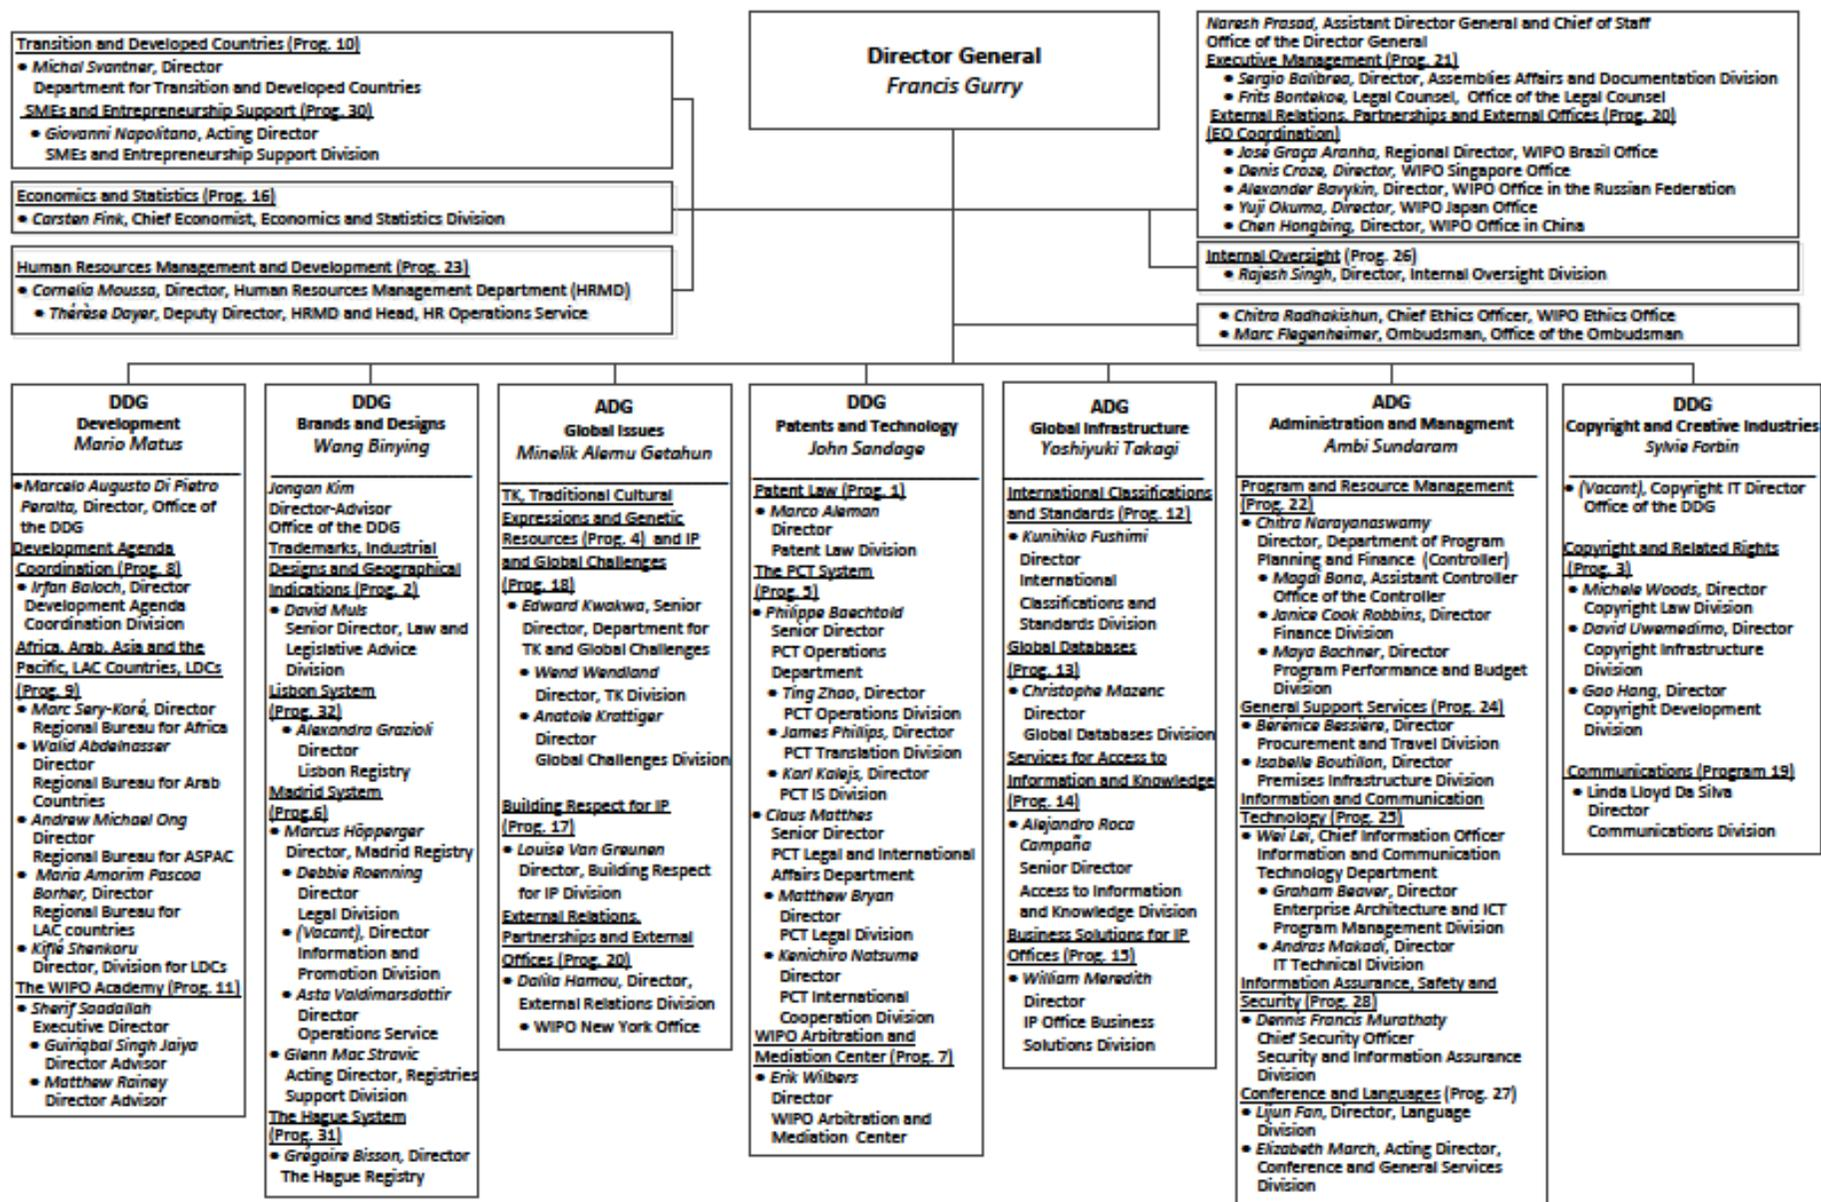 Director General
Francis Gurry
Transition and Developed Countries (Prog. 10)
• Michal Svantner, Director
Department for Transition and Developed Countries
SMEs and Entrepreneurship Support (Prog. 30)
• Giovanni Napolitano, Acting Director
SMEs and Entrepreneurship Support Division
Economics and Statistics (Prog. 16)
• Carsten Fink, Chief Economist, Economics and Statistics Division
Human Resources Management and Development (Prog. 23)
• Cornelia Moussa, Director, Human Resources Management Department (HRMD)
• Thérèse Dayer, Deputy Director, HRMD and Head, HR Operations Service
Naresh Prasad, Assistant Director General and Chief of Staff
Office of the Director General
Executive Management (Prog. 21)
• Sergio Balibrea, Director, Assemblies Affairs and Documentation Division
• Frits Bontekoe, Legal Counsel, Office of the Legal Counsel
External Relations, Partnerships and External Offices (Prog. 20)
(EO Coordination)
• José Graça Aranha, Regional Director, WIPO Brazil Office
• Denis Croze, Director, WIPO Singapore Office
• Alexander Bavykin, Director, WIPO Office in the Russian Federation
• Yuji Okuma, Director, WIPO Japan Office
• Chen Hongbing, Director, WIPO Office in China
Internal Oversight (Prog. 26)
• Rajesh Singh, Director, Internal Oversight Division
• Chitra Radhakishun, Chief Ethics Officer, WIPO Ethics Office
• Marc Flegenheimer, Ombudsman, Office of the Ombudsman
DDG
Development
Mario Matus
•Marcelo Augusto Di Pietro
Peralta, Director, Office of
the DDG
Development Agenda
Coordination (Prog. 8)
• Irfan Baloch, Director
Development Agenda
Coordination Division
Africa, Arab, Asia and the
Pacific, LAC Countries, LDCs
(Prog. 9)
• Marc Sery-Koré, Director
Regional Bureau for Africa
• Walid Abdelnasser
Director
Regional Bureau for Arab
Countries
• Andrew Michael Ong
Director
Regional Bureau for ASPAC
• Maria Amorim Pascoa
Borher, Director
Regional Bureau for
LAC countries
• Kiflé Shenkoru
Director, Division for LDCs
The WIPO Academy (Prog. 11)
• Sherif Saadallah
Executive Director
• Guiriqbal Singh Jaiya
Director Advisor
• Matthew Rainey
Director Advisor
DDG
Brands and Designs
Wang Binying
Jongan Kim
Director-Advisor
Office of the DDG
Trademarks, Industrial
Designs and Geographical
Indications (Prog. 2)
• David Muls
Senior Director, Law and
Legislative Advice
Division
Lisbon System
(Prog. 32)
• Alexandra Grazioli
Director
Lisbon Registry
Madrid System
(Prog.6)
• Marcus Höpperger
Director, Madrid Registry
• Debbie Roenning
Director
Legal Division
• (Vacant), Director
Information and
Promotion Division
• Asta Valdimarsdottir
Director
Operations Service
• Glenn Mac Stravic
Acting Director, Registries
Support Division
The Hague System
(Prog. 31)
• Grégoire Bisson, Director
The Hague Registry
ADG
Global Issues
Minelik Alemu Getahun
TK, Traditional Cultural
Expressions and Genetic
Resources (Prog. 4) and IP
and Global Challenges
(Prog. 18)
• Edward Kwakwa, Senior
Director, Department for
TK and Global Challenges
• Wend Wendland
Director, TK Division
• Anatole Krattiger
Director
Global Challenges Division
Building Respect for IP
(Prog. 17)
• Louise Van Greunen
Director, Building Respect
for IP Division
External Relations,
Partnerships and External
Offices (Prog. 20)
• Dalila Hamou, Director,
External Relations Division
• WIPO New York Office
DDG
Patents and Technology
John Sandage
Patent Law (Prog. 1)
• Marco Aleman
Director
Patent Law Division
The PCT System
(Prog. 5)
• Philippe Baechtold
Senior Director
PCT Operations
Department
• Ting Zhao, Director
PCT Operations Division
• James Phillips, Director
PCT Translation Division
• Karl Kalejs, Director
PCT IS Division
• Claus Matthes
Senior Director
PCT Legal and International
Affairs Department
• Matthew Bryan
Director
PCT Legal Division
• Kenichiro Natsume
Director
PCT International
Cooperation Division
WIPO Arbitration and
Mediation Center (Prog. 7)
• Erik Wilbers
Director
WIPO Arbitration and
Mediation Center
ADG
Global Infrastructure
Yoshiyuki Takagi
International Classifications
and Standards (Prog. 12)
• Kunihiko Fushimi
Director
International
Classifications and
Standards Division
Global Databases
(Prog. 13)
• Christophe Mazenc
Director
Global Databases Division
Services for Access to
Information and Knowledge
(Prog. 14)
• Alejandro Roca
Campaña
Senior Director
Access to Information
and Knowledge Division
Business Solutions for IP
Offices (Prog. 15)
• William Meredith
Director
IP Office Business
Solutions Division
ADG
Administration and Managment
Ambi Sundaram
Program and Resource Management
(Prog. 22)
• Chitra Narayanaswamy
Director, Department of Program
Planning and Finance (Controller)
• Magdi Bona, Assistant Controller
Office of the Controller
• Janice Cook Robbins, Director
Finance Division
• Maya Bachner, Director
Program Performance and Budget
Division
General Support Services (Prog. 24)
• Bérénice Bessière, Director
Procurement and Travel Division
• Isabelle Boutillon, Director
Premises Infrastructure Division
Information and Communication
Technology (Prog. 25)
• Wei Lei, Chief Information Officer
Information and Communication
Technology Department
• Graham Beaver, Director
Enterprise Architecture and ICT
Program Management Division
• Andras Makadi, Director
IT Technical Division
Information Assurance, Safety and
Security (Prog. 28)
• Dennis Francis Murathaty
Chief Security Officer
Security and Information Assurance
Division
Conference and Languages (Prog. 27)
• Lijun Fan, Director, Language
Division
• Elizabeth March, Acting Director,
Conference and General Services
Division
DDG
Copyright and Creative Industries
Sylvie Forbin
• (Vacant), Copyright IT Director
Office of the DDG
Copyright and Related Rights
(Prog. 3)
• Michele Woods, Director
Copyright Law Division
• David Uwemedimo, Director
Copyright Infrastructure
Division
• Gao Hang, Director
Copyright Development
Division
Communications (Program 19)
• Linda Lloyd Da Silva
Director
Communications Division